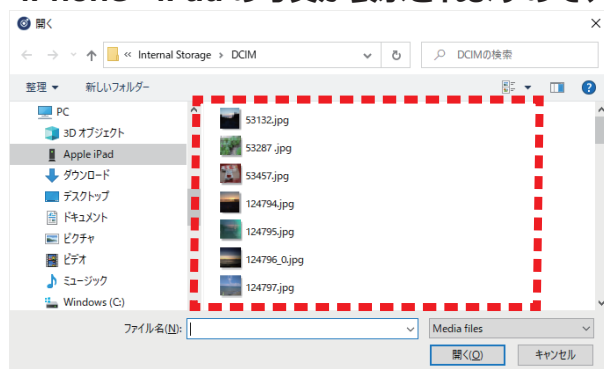 開く
« Internal Storage › DCIM
DCIMの検索
整理 ▼ 新しいフォルダー
PC
3D オブジェクト
Apple iPad
ダウンロード
デスクトップ
ドキュメント
ピクチャ
ビデオ
ミュージック
Windows (C:)
53132.jpg
53287 .jpg
53457.jpg
124794.jpg
124795.jpg
124796_0.jpg
124797.jpg
ファイル名(N):
Media files
開く(O)
キャンセル